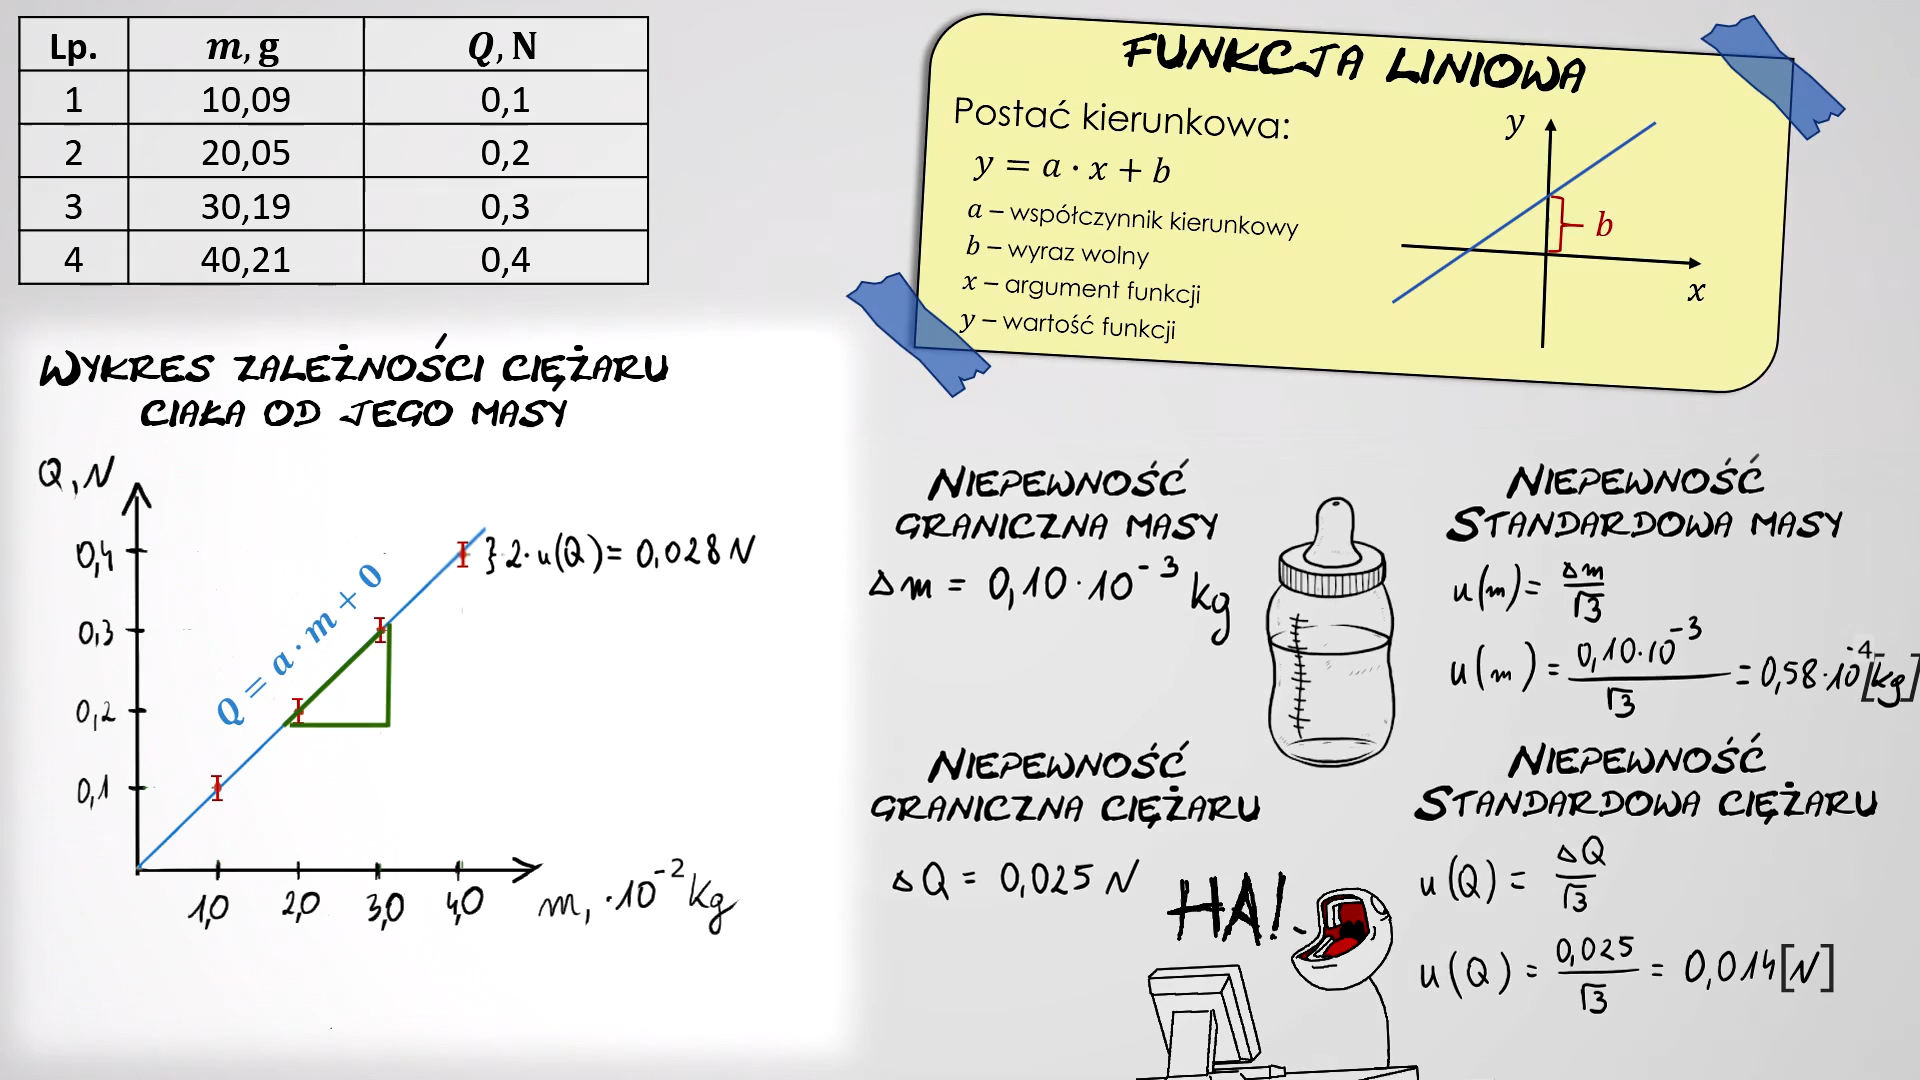 Lp. m, g Q, N
1 10,09 0,1
2 20,05 0,2
3 30,19 0,3
4 40,21 0,4
FUNKCJA LINIOWA
Postać kierunkowa:
y = a · x + b
a – współczynnik kierunkowy
b – wyraz wolny
x – argument funkcji
y – wartość funkcji
y
b
x
WYKRES ZALEŻNOŚCI CIĘŻARU
CIAŁA OD JEGO MASY
Q, N
0,4
0,3
0,2
0,1
Q = a · m + 0
}2·u(Q)= 0,028 N
1,0 2,0 3,0 4,0
m, ·10⁻² kg
NIEPEWNOŚĆ
GRANICZNA MASY
Δm = 0,10·10⁻³ kg
NIEPEWNOŚĆ
STANDARDOWA MASY
u(m)= Δm/√3
u(m) = 0,10·10⁻³/√3 = 0,58·10⁻⁴[kg]
NIEPEWNOŚĆ
GRANICZNA CIĘŻARU
ΔQ = 0,025 N
HA!
NIEPEWNOŚĆ
STANDARDOWA CIĘŻARU
u(Q) = ΔQ/√3
u(Q) = 0,025/√3 = 0,014[N]